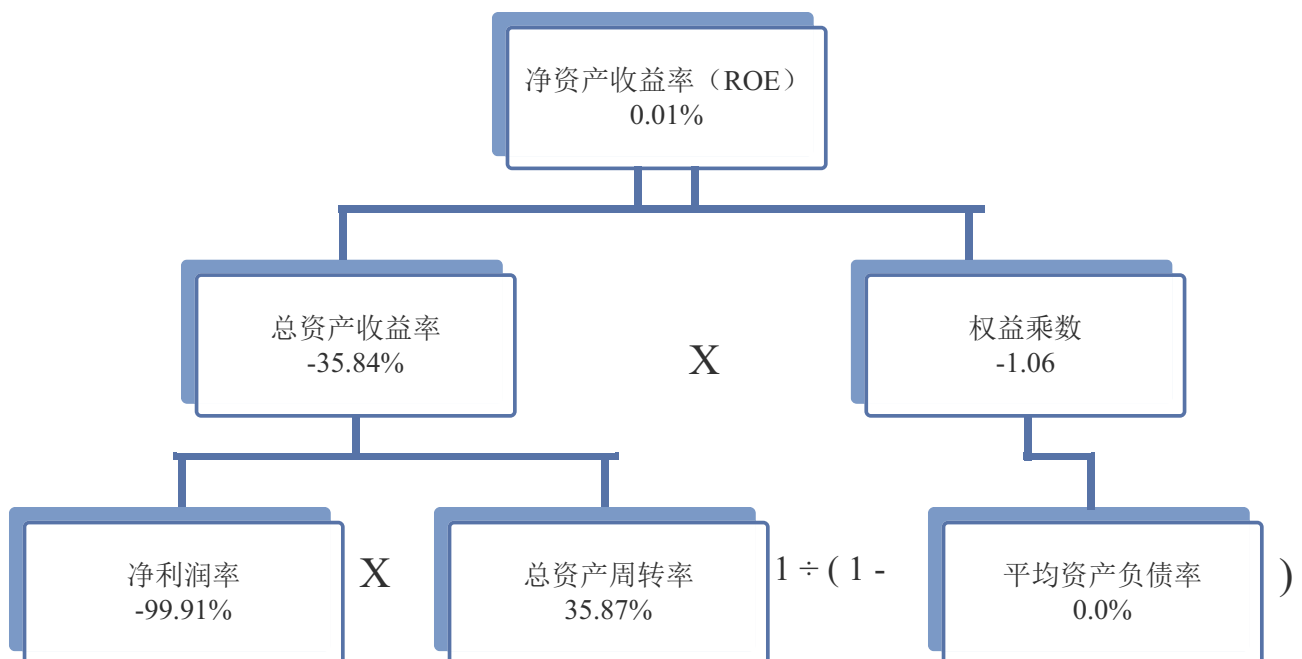 净资产收益率（ROE）
0.01%
总资产收益率
-35.84%
X
权益乘数
-1.06
净利润率
-99.91%
X
总资产周转率
35.87%
1 ÷ ( 1 -
平均资产负债率
0.0%
)